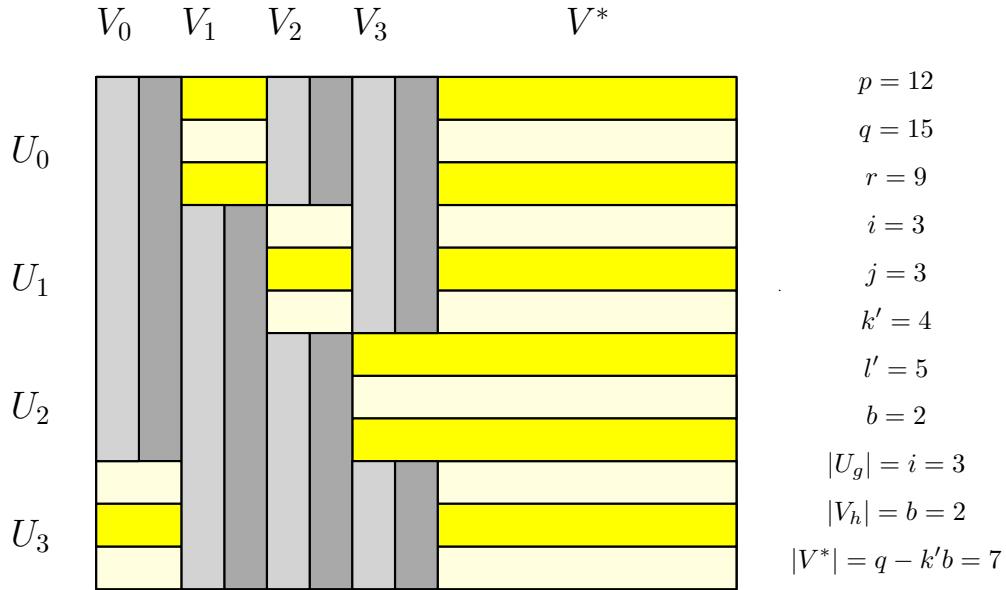 V_0 V_1 V_2 V_3 V^*
p = 12
q = 15
U_0
r = 9
i = 3
U_1
j = 3
k' = 4
l' = 5
U_2
b = 2
|U_g| = i = 3
U_3
|V_h| = b = 2
|V^*| = q - k'b = 7